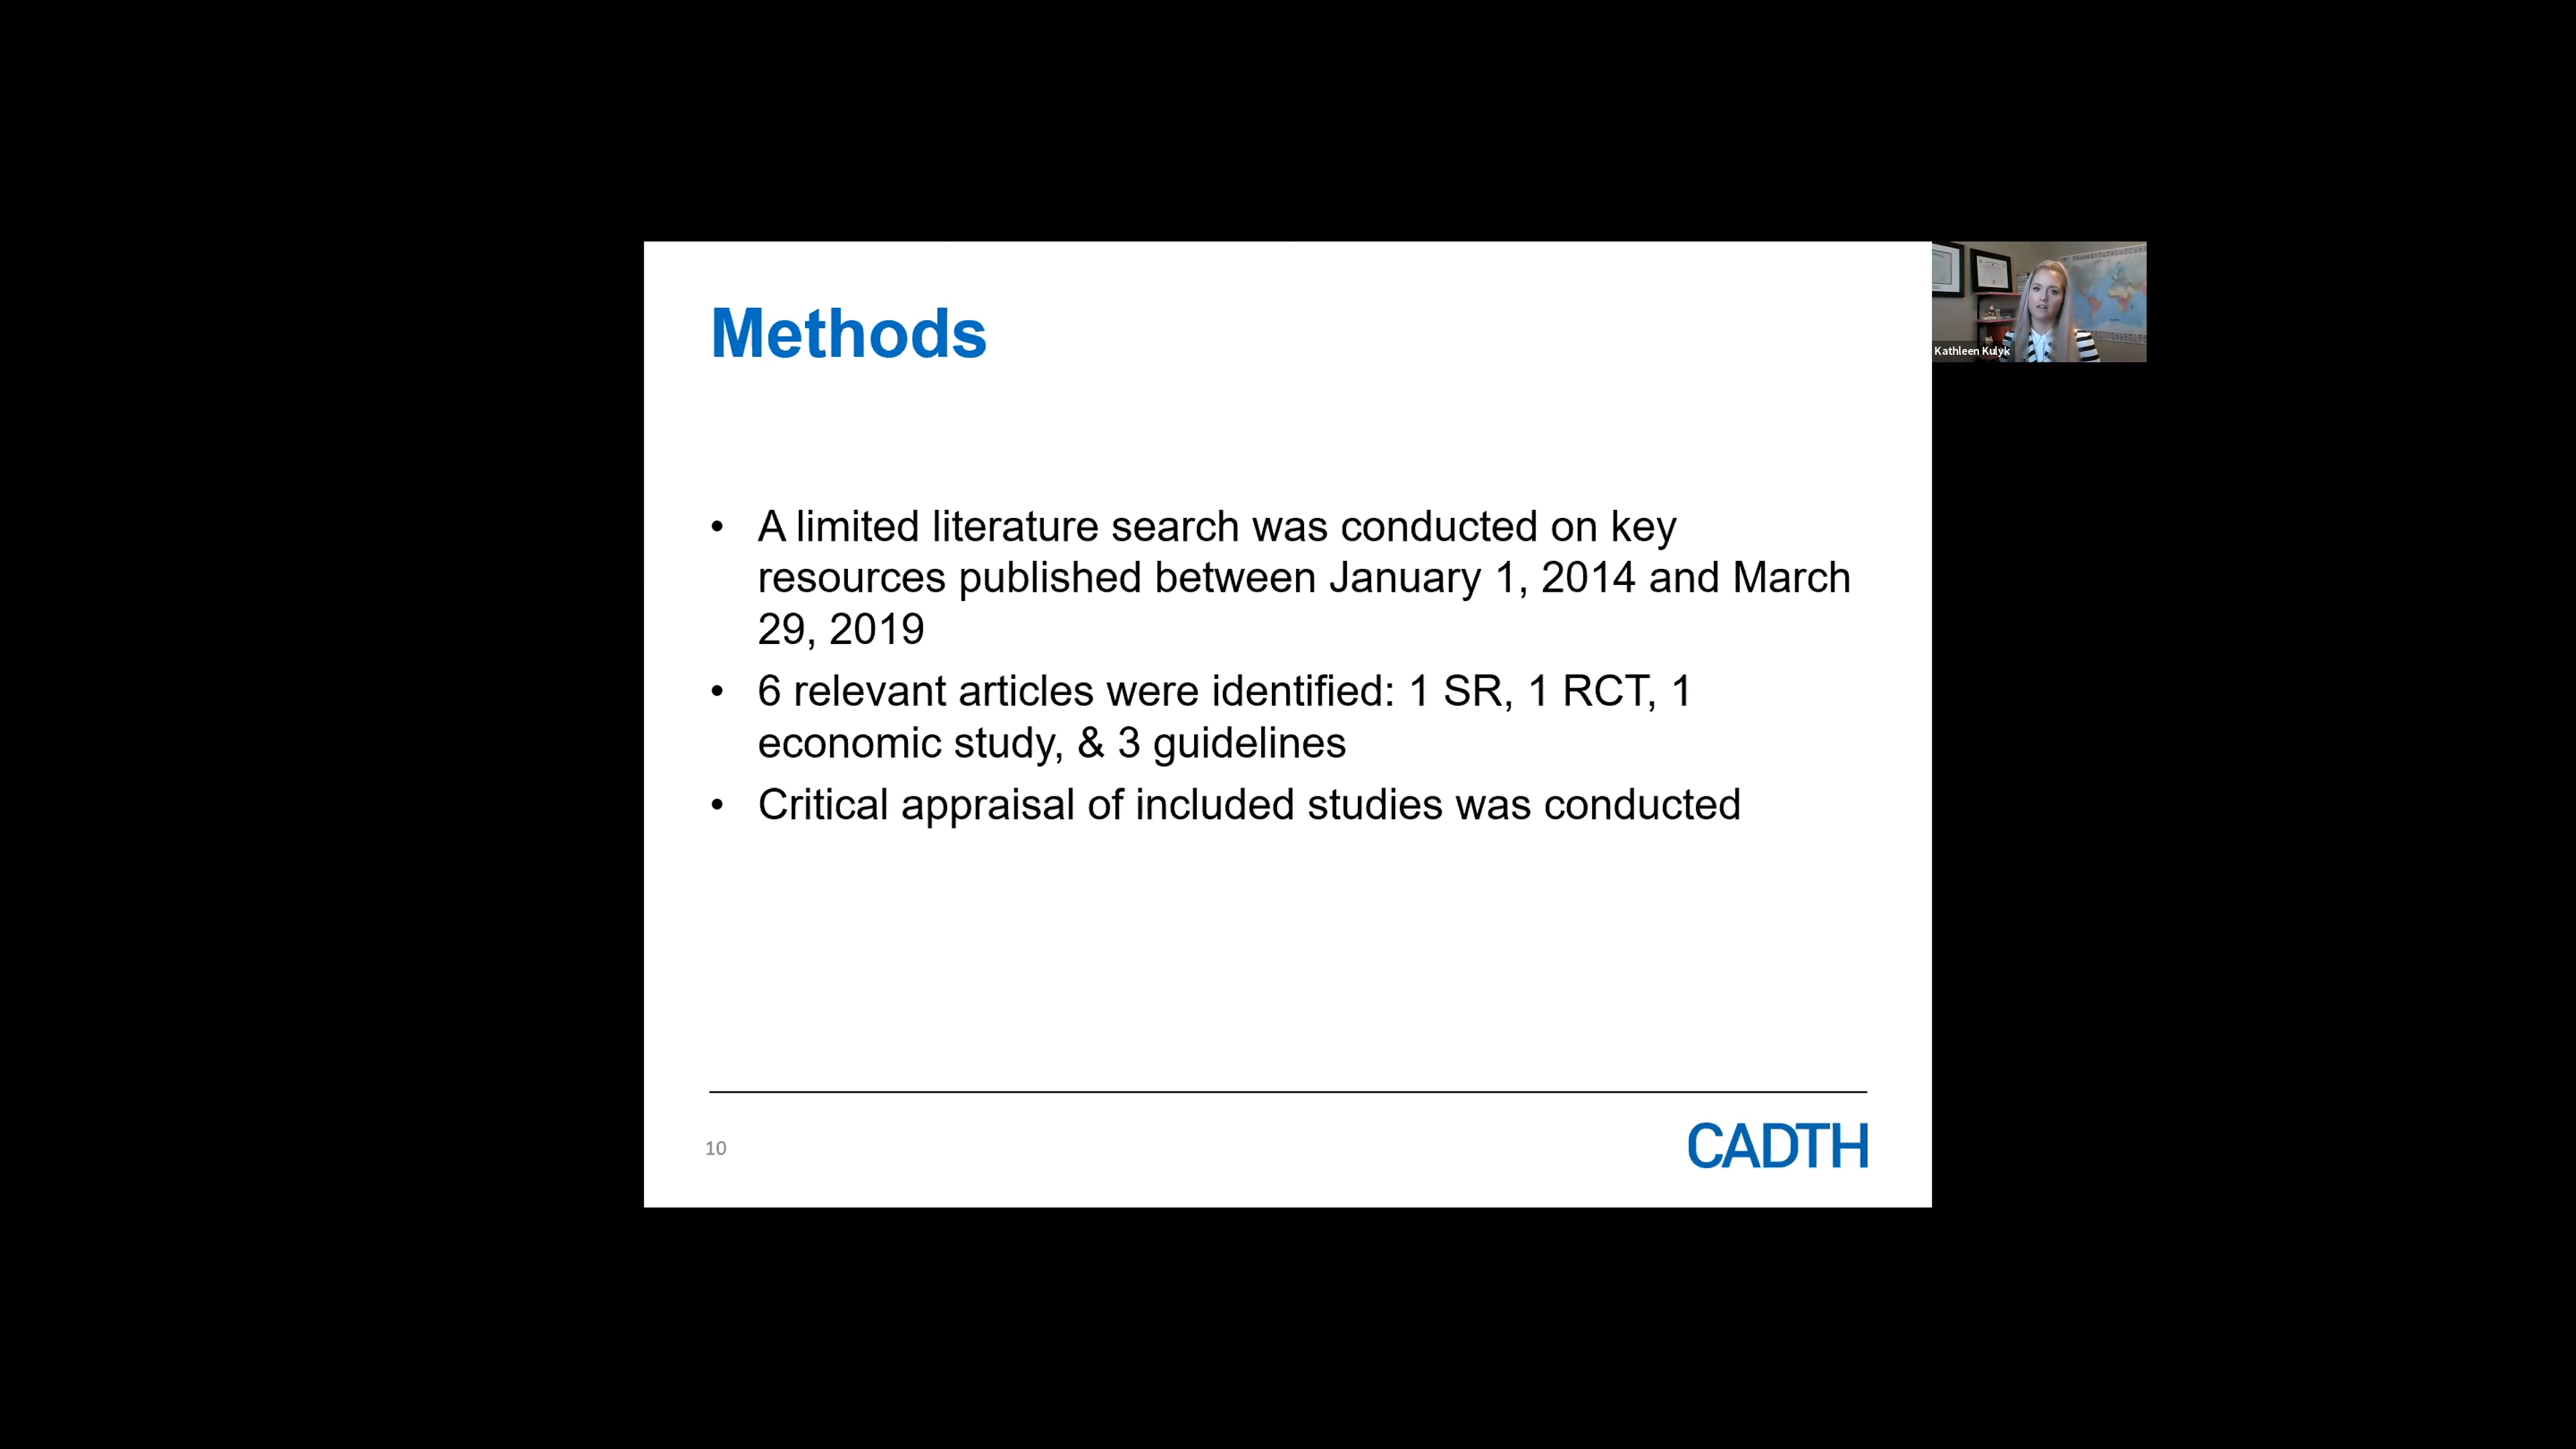 Methods
• A limited literature search was conducted on key
resources published between January 1, 2014 and March
29, 2019
• 6 relevant articles were identified: 1 SR, 1 RCT, 1
economic study, & 3 guidelines
• Critical appraisal of included studies was conducted
10
CADTH
Kathleen Kulyk